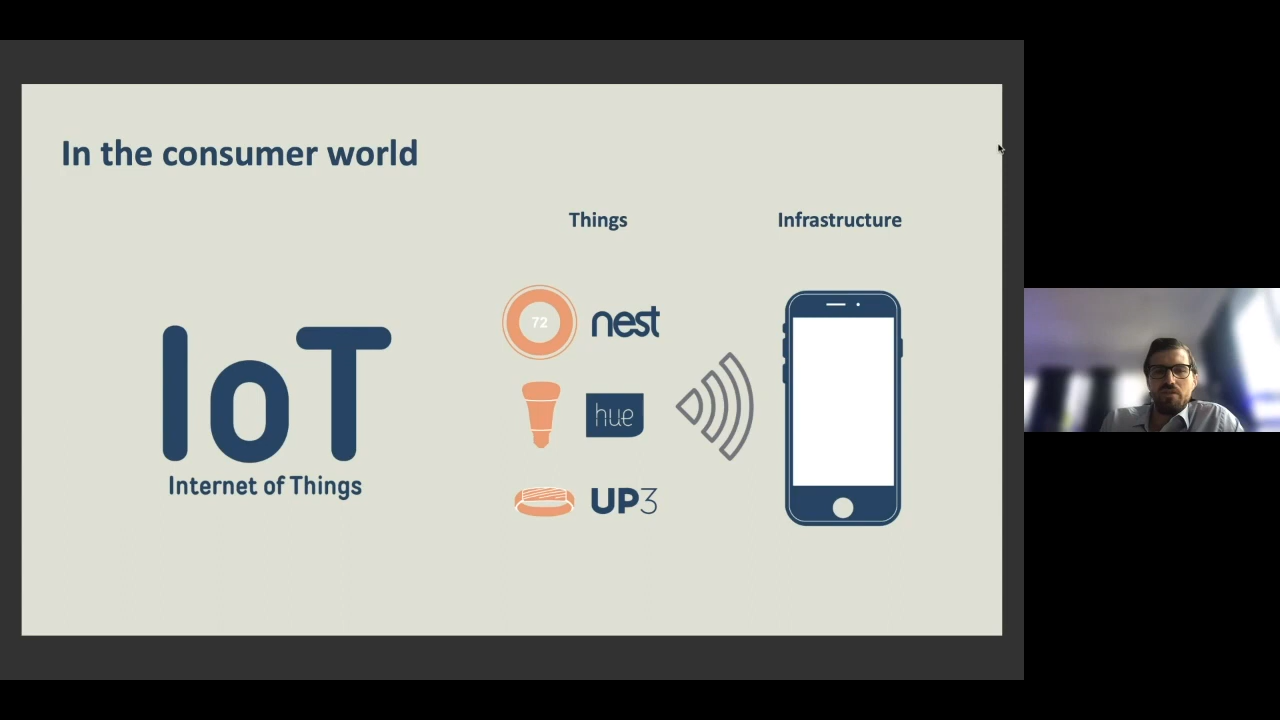 In the consumer world
Things
Infrastructure
72
nest
IoT
hue
Internet of Things
UP3